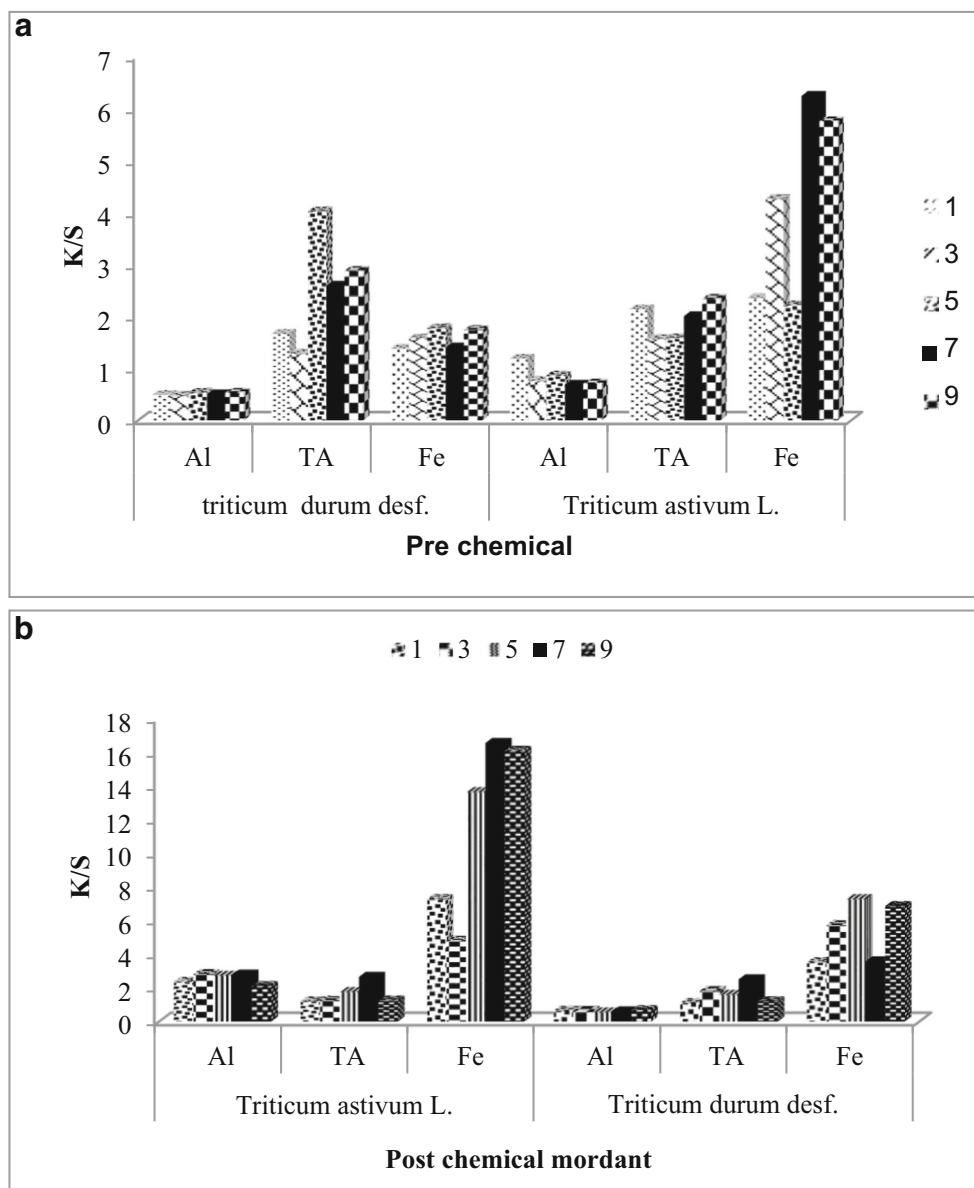 a
7
6
5
4
3
2
1
0
K/S
1
3
5
7
9
Al TA Fe Al TA Fe
triticum durum desf. Triticum astivum L.
Pre chemical
b
1 3 5 7 9
18
16
14
12
10
8
6
4
2
0
K/S
Al TA Fe Al TA Fe
Triticum astivum L. Triticum durum desf.
Post chemical mordant